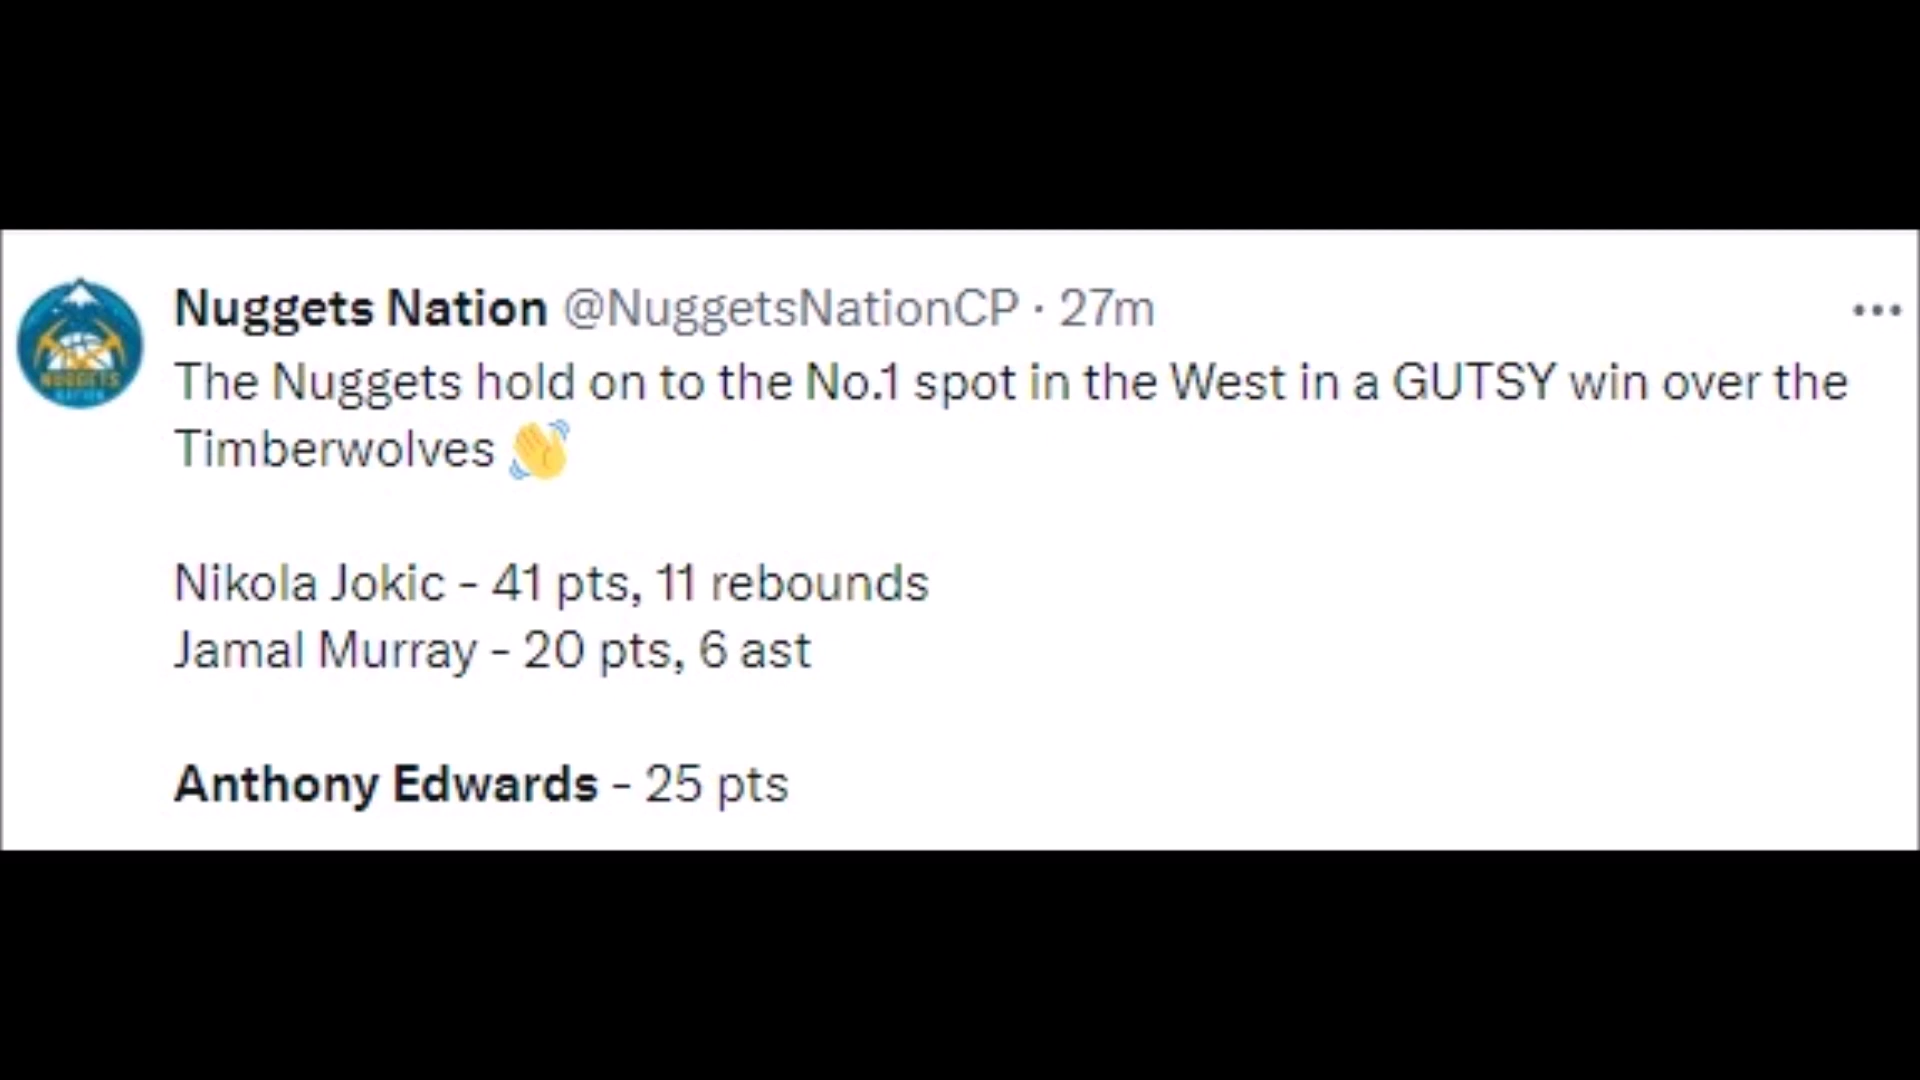 Nuggets Nation @NuggetsNationCP · 27m
The Nuggets hold on to the No.1 spot in the West in a GUTSY win over the
Timberwolves 👋
Nikola Jokic - 41 pts, 11 rebounds
Jamal Murray - 20 pts, 6 ast
Anthony Edwards - 25 pts
NUGGETS
NATION